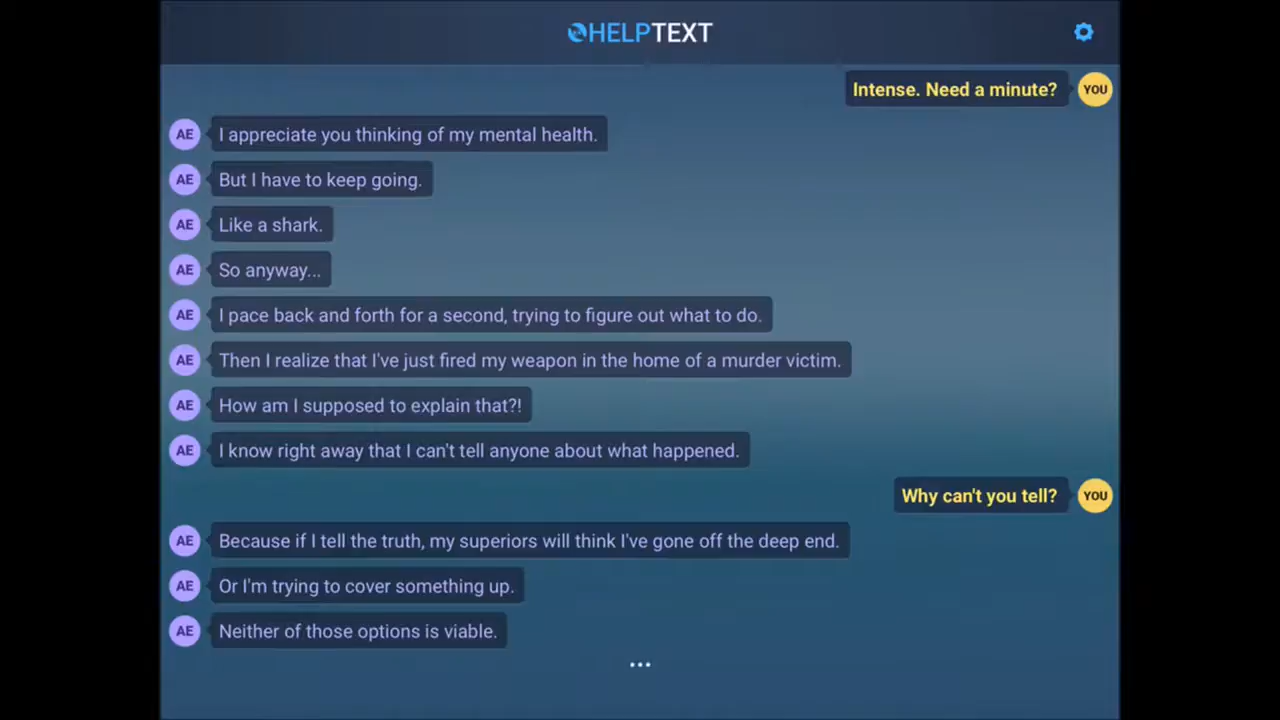 HELPTEXT
Intense. Need a minute?
YOU
AE
I appreciate you thinking of my mental health.
AE
But I have to keep going.
AE
Like a shark.
AE
So anyway...
AE
I pace back and forth for a second, trying to figure out what to do.
AE
Then I realize that I've just fired my weapon in the home of a murder victim.
AE
How am I supposed to explain that?!
AE
I know right away that I can't tell anyone about what happened.
Why can't you tell?
YOU
AE
Because if I tell the truth, my superiors will think I've gone off the deep end.
AE
Or I'm trying to cover something up.
AE
Neither of those options is viable.
...